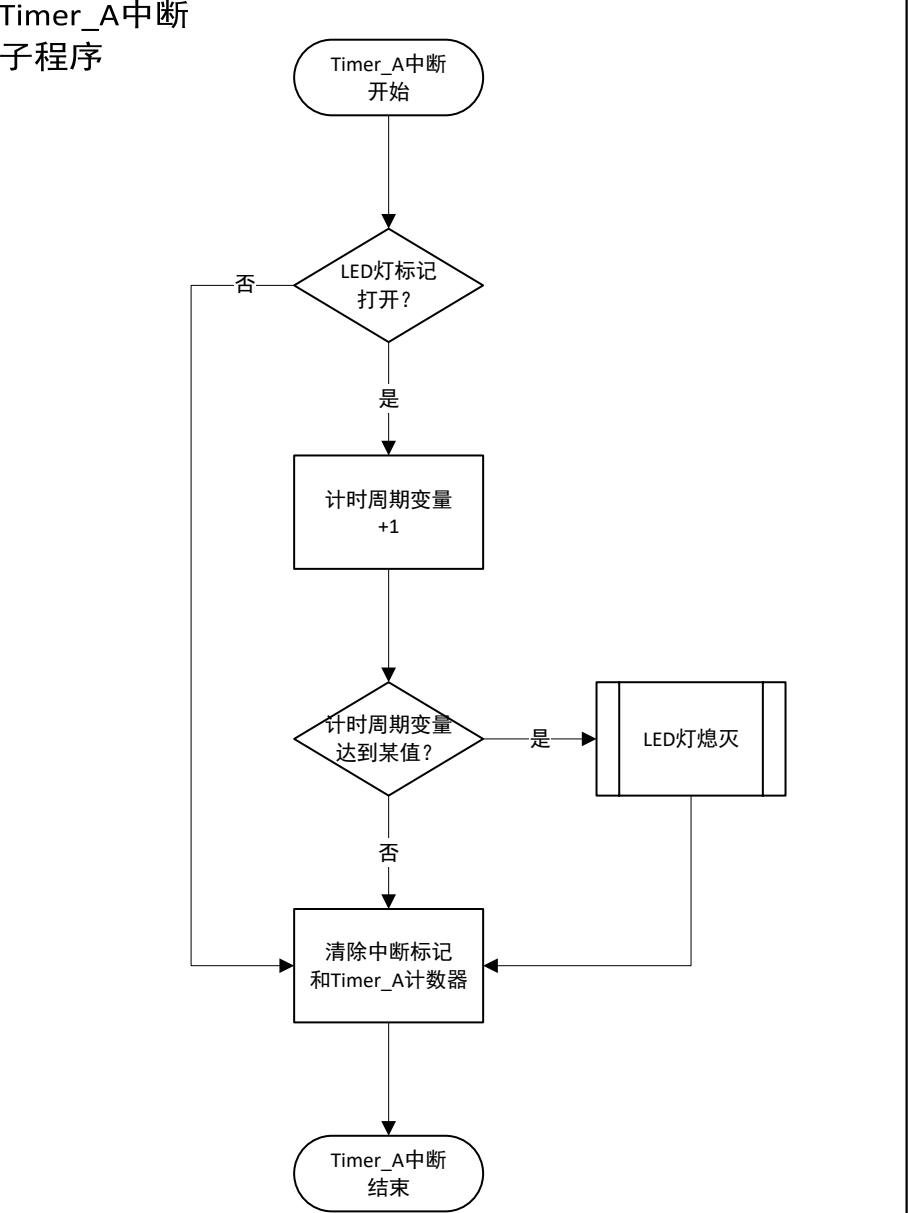 Timer_A中断
子程序
Timer_A中断
开始
LED灯标记
打开?
否
是
计时周期变量
+1
计时周期变量
达到某值?
是
LED灯熄灭
否
清除中断标记
和Timer_A计数器
Timer_A中断
结束